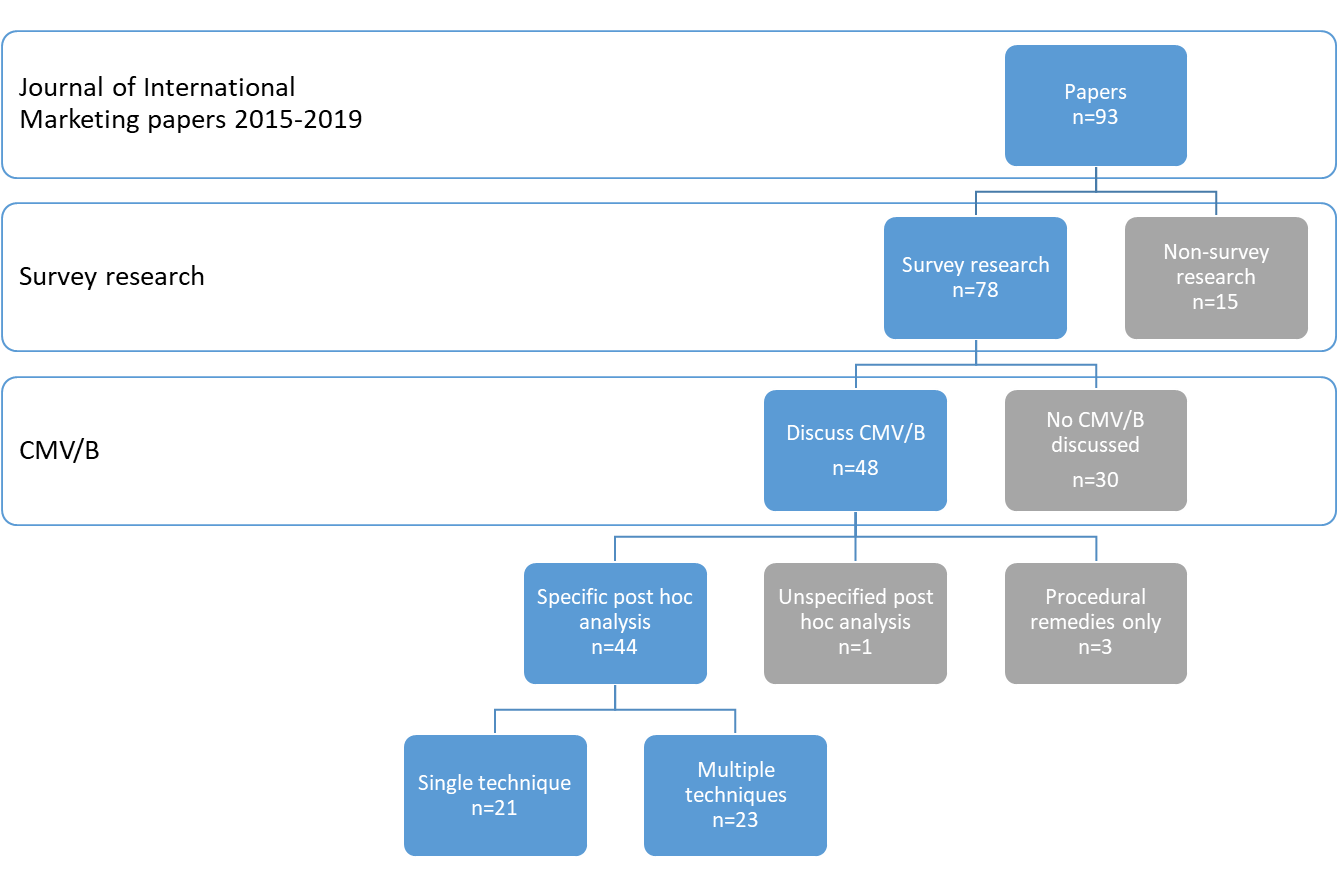 Journal of International
Marketing papers 2015-2019
Papers
n=93
Survey research
Survey research
n=78
Non-survey
research
n=15
CMV/B
Discuss CMV/B
n=48
No CMV/B
discussed
n=30
Specific post hoc
analysis
n=44
Unspecified post
hoc analysis
n=1
Procedural
remedies only
n=3
Single technique
n=21
Multiple
techniques
n=23